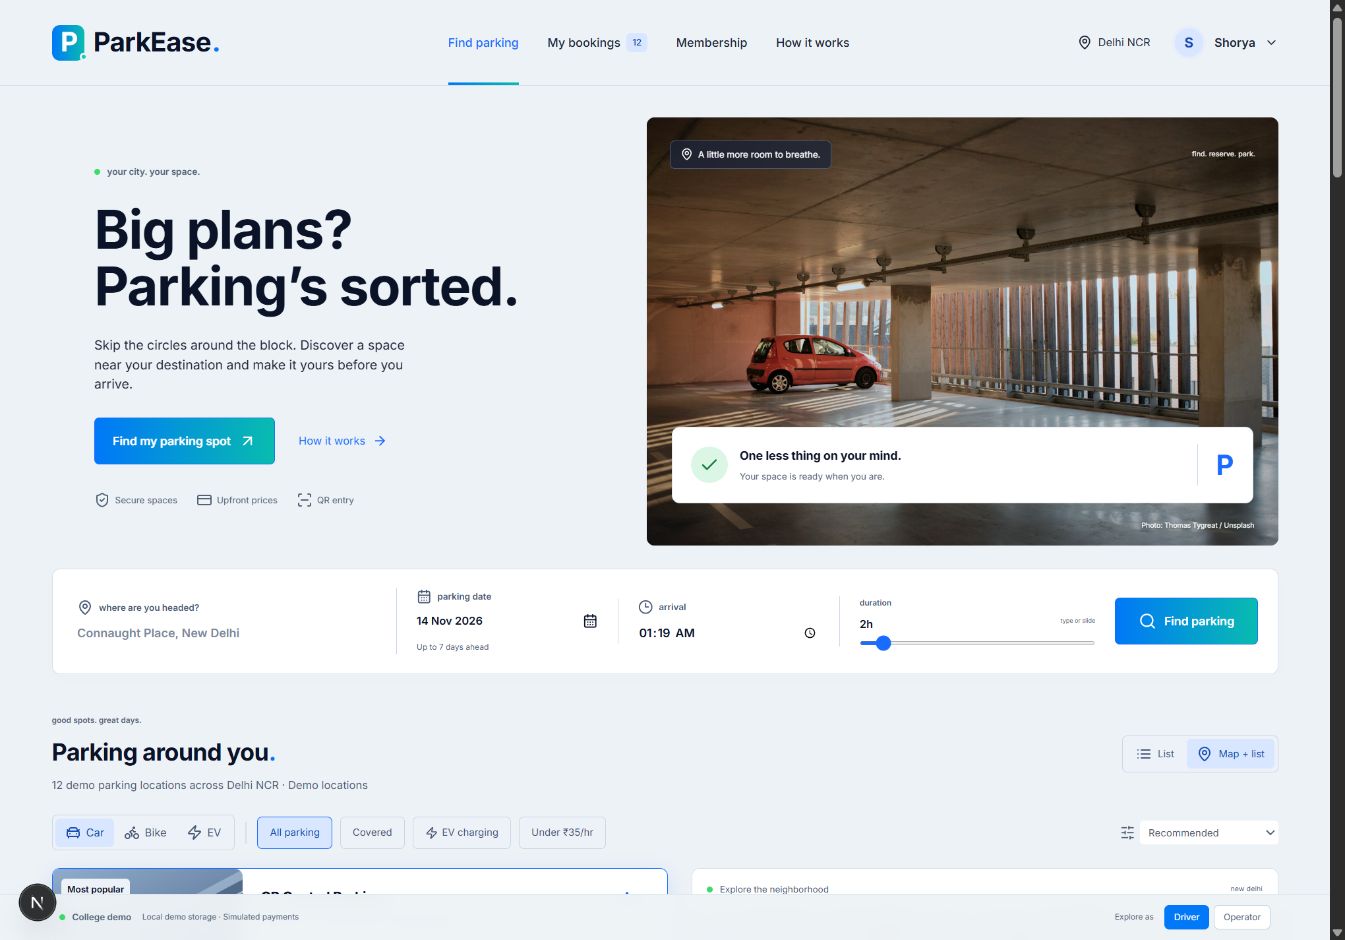 P ParkEase.
Find parking
My bookings 12
Membership
How it works
Delhi NCR
S Shorya
your city. your space.
Big plans?
Parking’s sorted.
Skip the circles around the block. Discover a space
near your destination and make it yours before you
arrive.
Find my parking spot
How it works
Secure spaces
Upfront prices
QR entry
A little more room to breathe.
find. reserve. park.
One less thing on your mind.
Your space is ready when you are.
P
Photo: Thomas Tygreat / Unsplash
where are you headed?
Connaught Place, New Delhi
parking date
14 Nov 2026
Up to 7 days ahead
arrival
01:19 AM
duration
2h
type or slide
Find parking
good spots. great days.
Parking around you.
12 demo parking locations across Delhi NCR · Demo locations
List
Map + list
Car
Bike
EV
All parking
Covered
EV charging
Under ₹35/hr
Recommended
Most popular
Explore the neighborhood
new delhi
N
College demo
Local demo storage · Simulated payments
Explore as
Driver
Operator